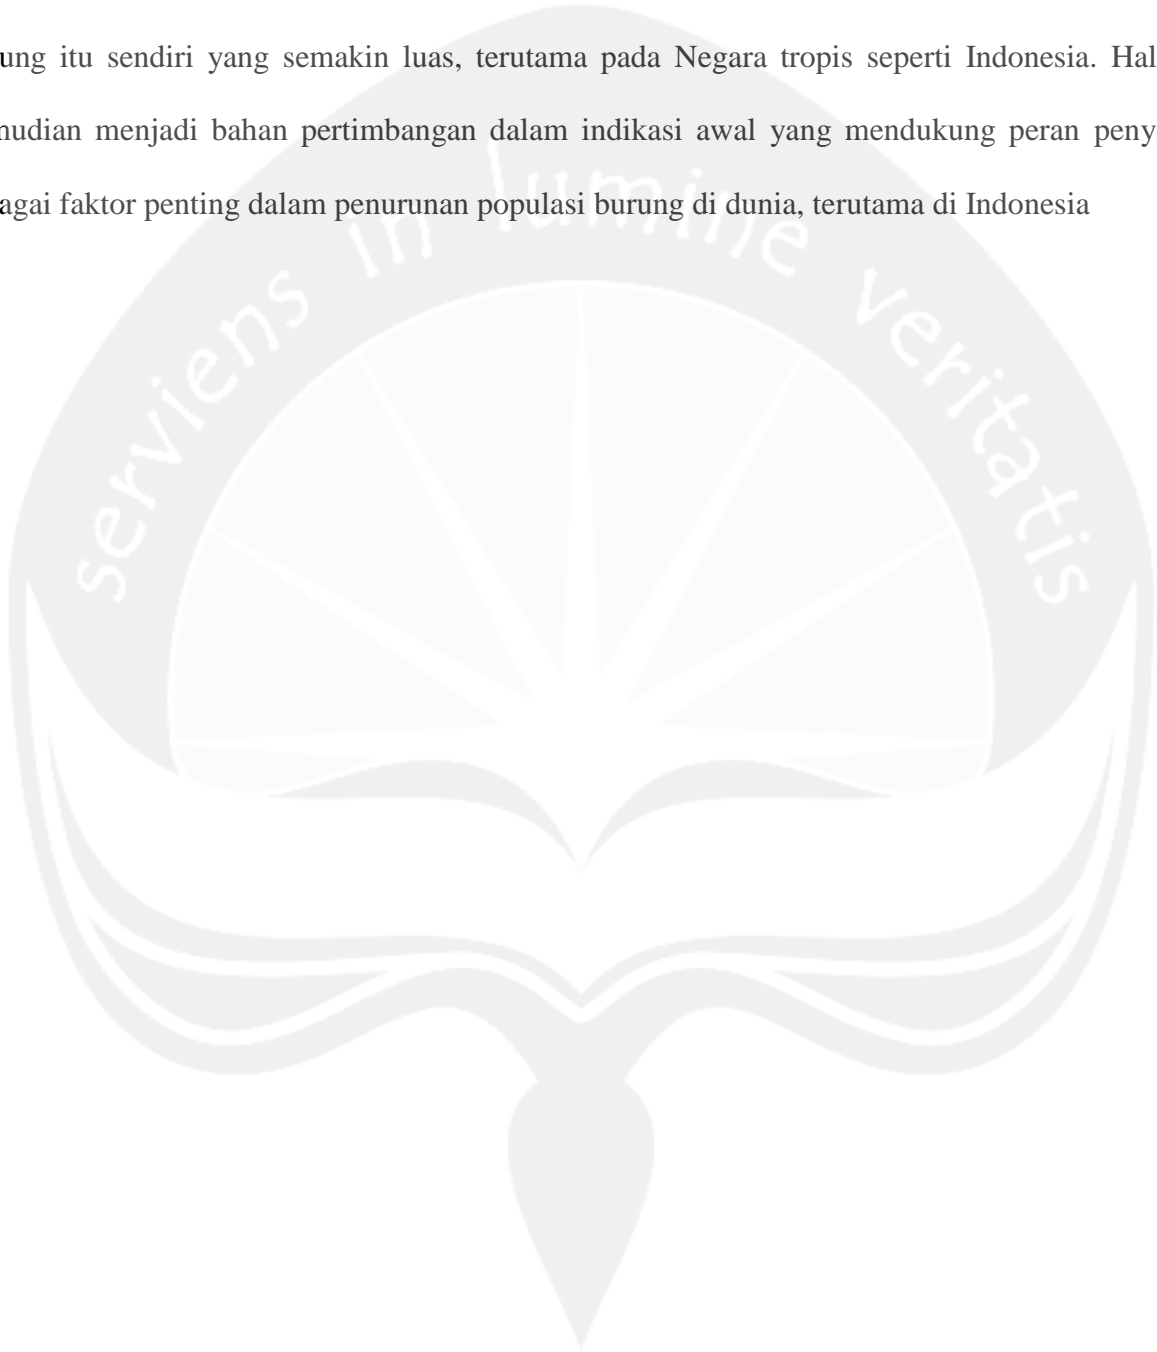 ung itu sendiri yang semakin luas, terutama pada Negara tropis seperti Indonesia. Hal
nudian menjadi bahan pertimbangan dalam indikasi awal yang mendukung peran peny
agai faktor penting dalam penurunan populasi burung di dunia, terutama di Indonesia
serviens in lumine veritatis